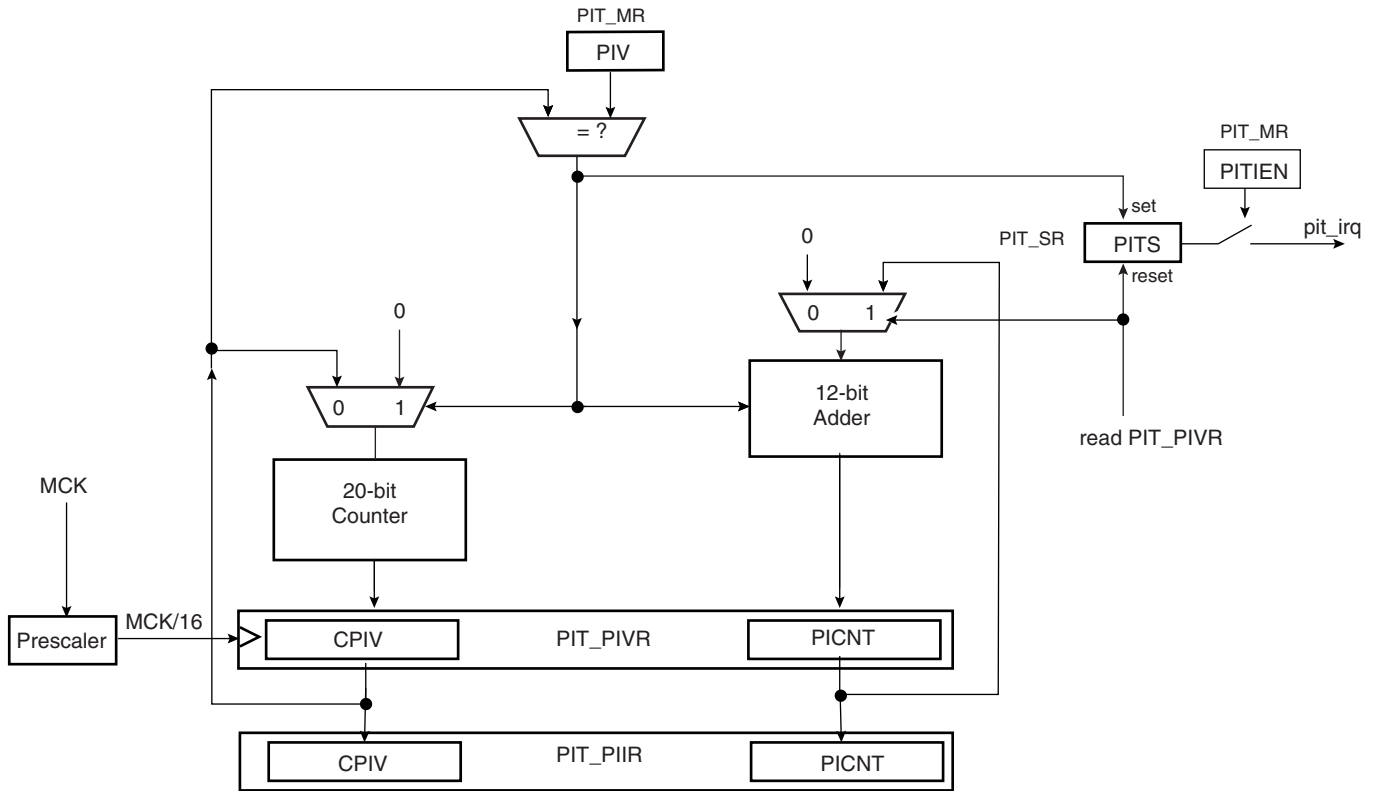 PIT_MR
PIV
= ?
PIT_MR
PITIEN
set
0
PIT_SR
PITS
pit_irq
reset
0
0 1
0 1
12-bit
Adder
read PIT_PIVR
MCK
20-bit
Counter
MCK/16
Prescaler
CPIV
PIT_PIVR
PICNT
CPIV
PIT_PIIR
PICNT